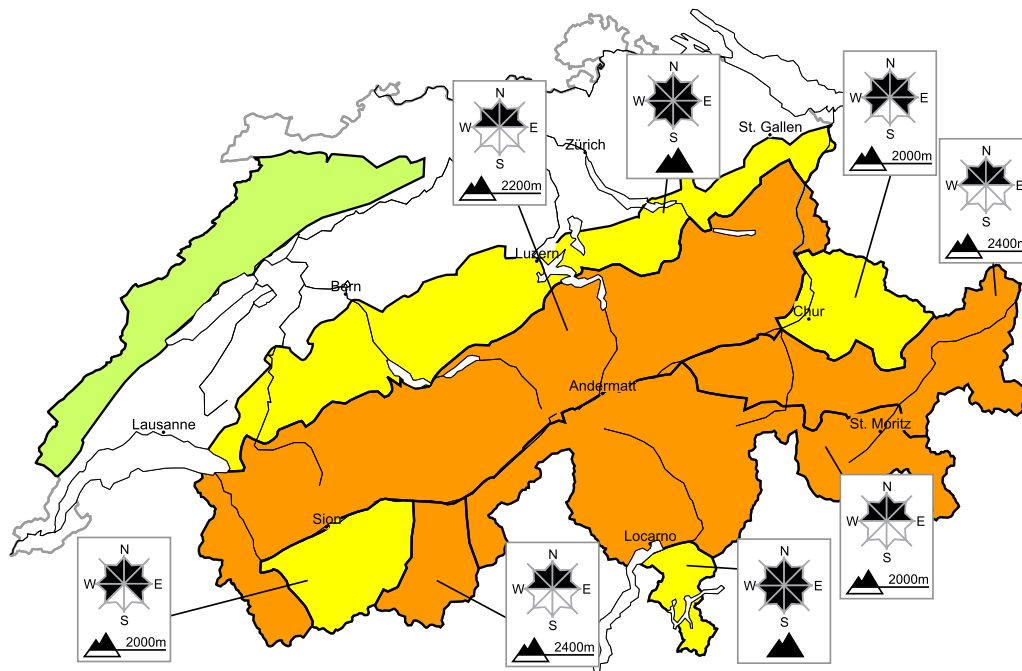 N
W E
S
N
W E
S
2200m
N
W E
S
2000m
N
W E
S
2400m
St. Gallen
Zürich
Luzern
Bern
Chur
Andermatt
Lausanne
St. Moritz
Sion
Locarno
N
W E
S
2000m
N
W E
S
2000m
N
W E
S
2400m
N
W E
S